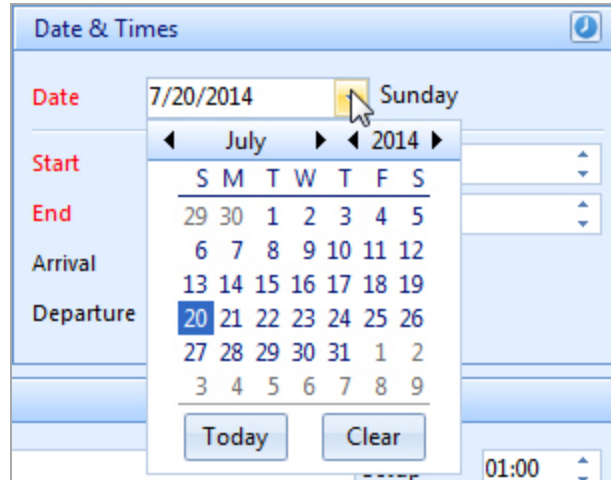 Date & Times
Date 7/20/2014 Sunday
July 2014
Start
S M T W T F S
End
29 30 1 2 3 4 5
6 7 8 9 10 11 12
Arrival
13 14 15 16 17 18 19
Departure
20 21 22 23 24 25 26
27 28 29 30 31 1 2
3 4 5 6 7 8 9
Today Clear
01:00